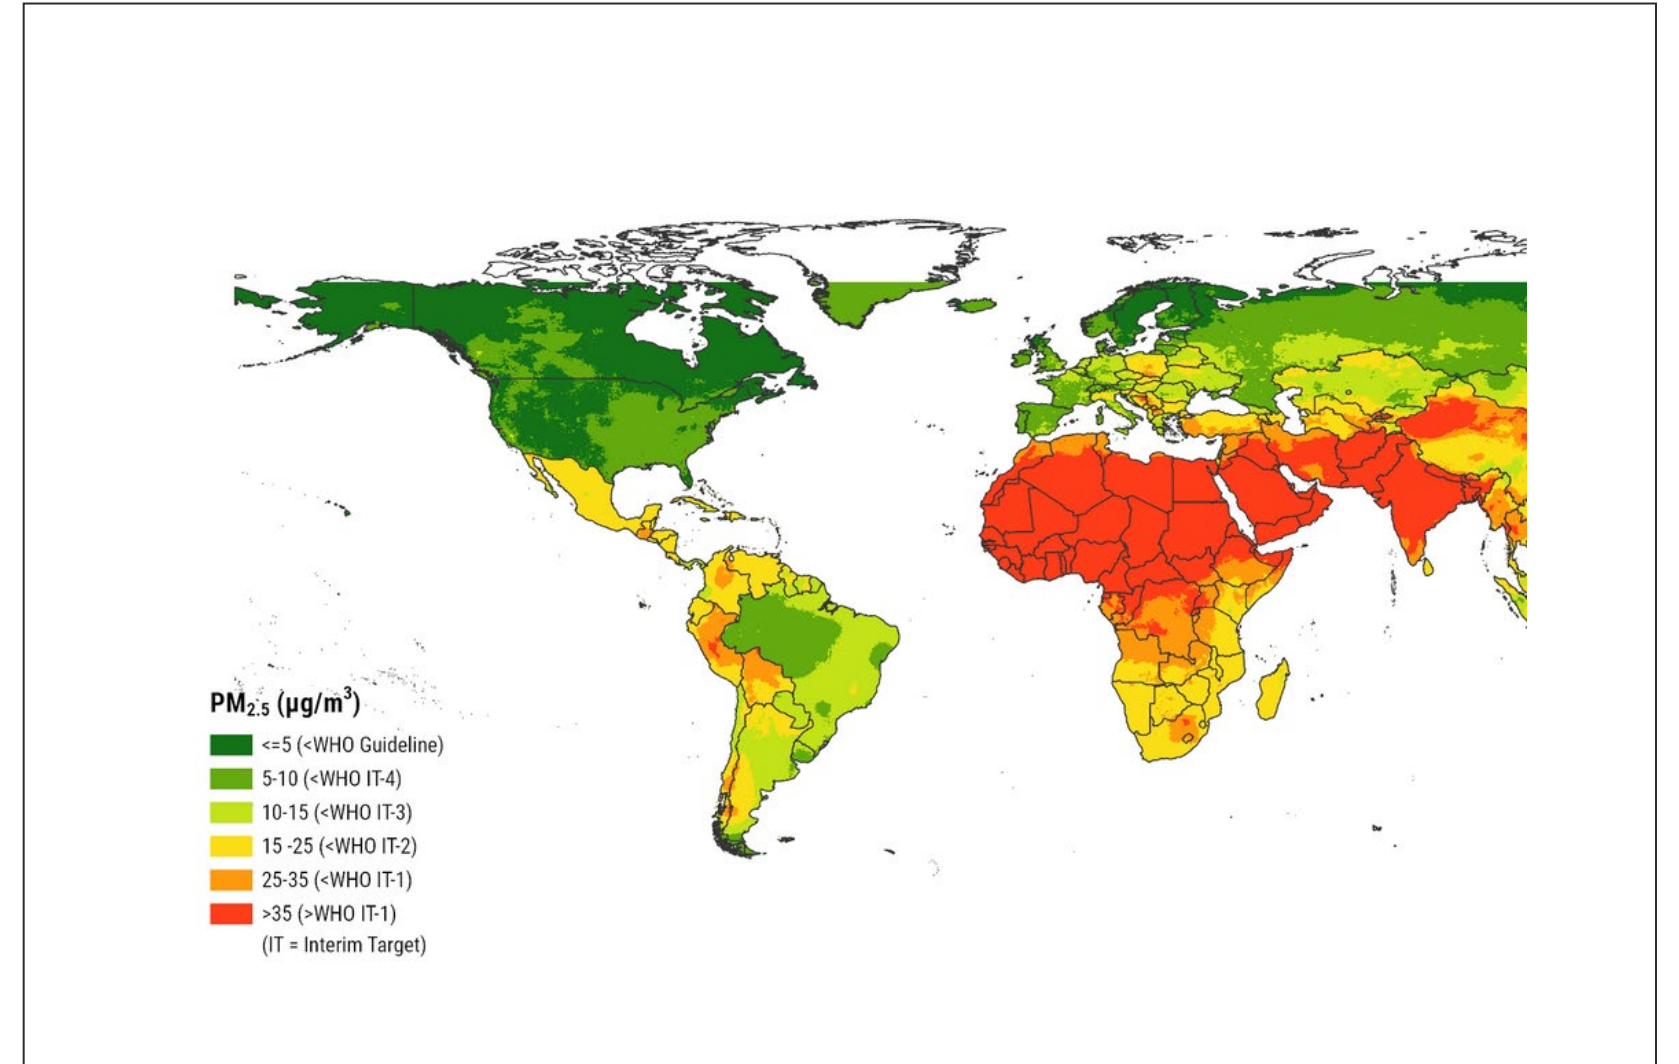 PM2.5 (µg/m³)
<=5 (<WHO Guideline)
5-10 (<WHO IT-4)
10-15 (<WHO IT-3)
15 -25 (<WHO IT-2)
25-35 (<WHO IT-1)
>35 (>WHO IT-1)
(IT = Interim Target)